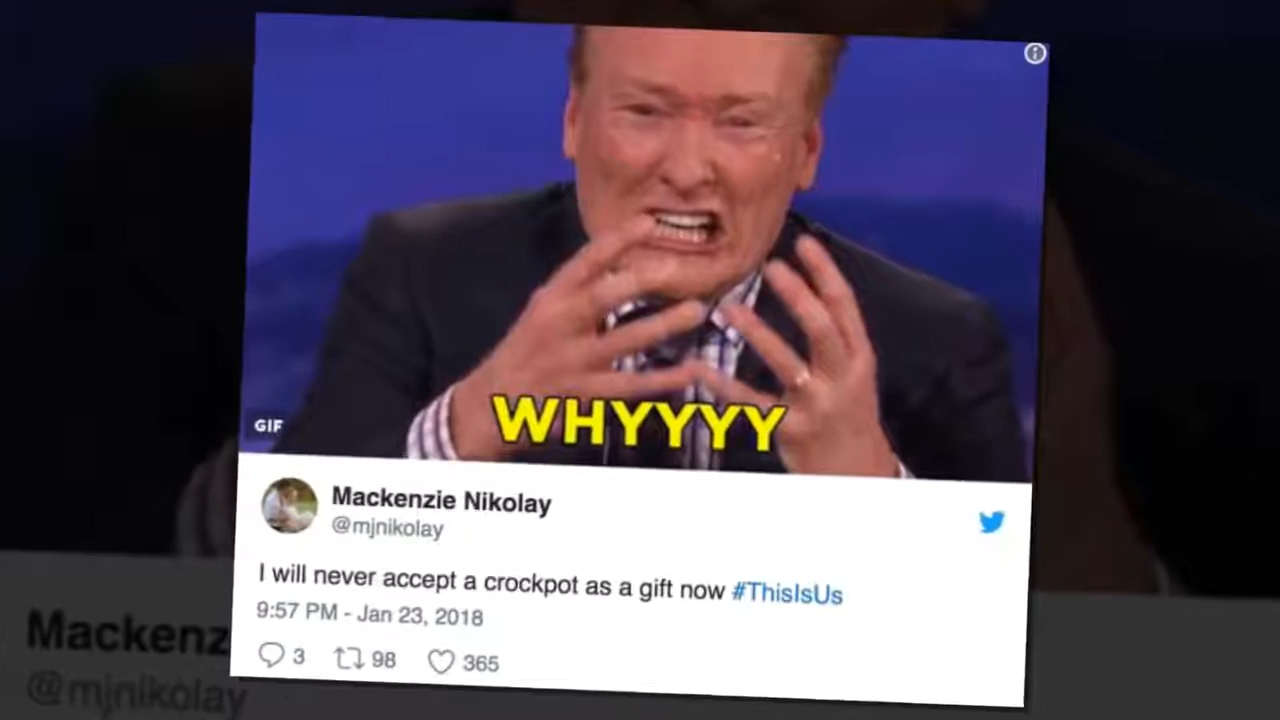 WHYYYY
GIF
Mackenzie Nikolay
@mjnikolay
I will never accept a crockpot as a gift now #ThisIsUs
9:57 PM - Jan 23, 2018
3 98 365
Mackenz
@mjnikolay